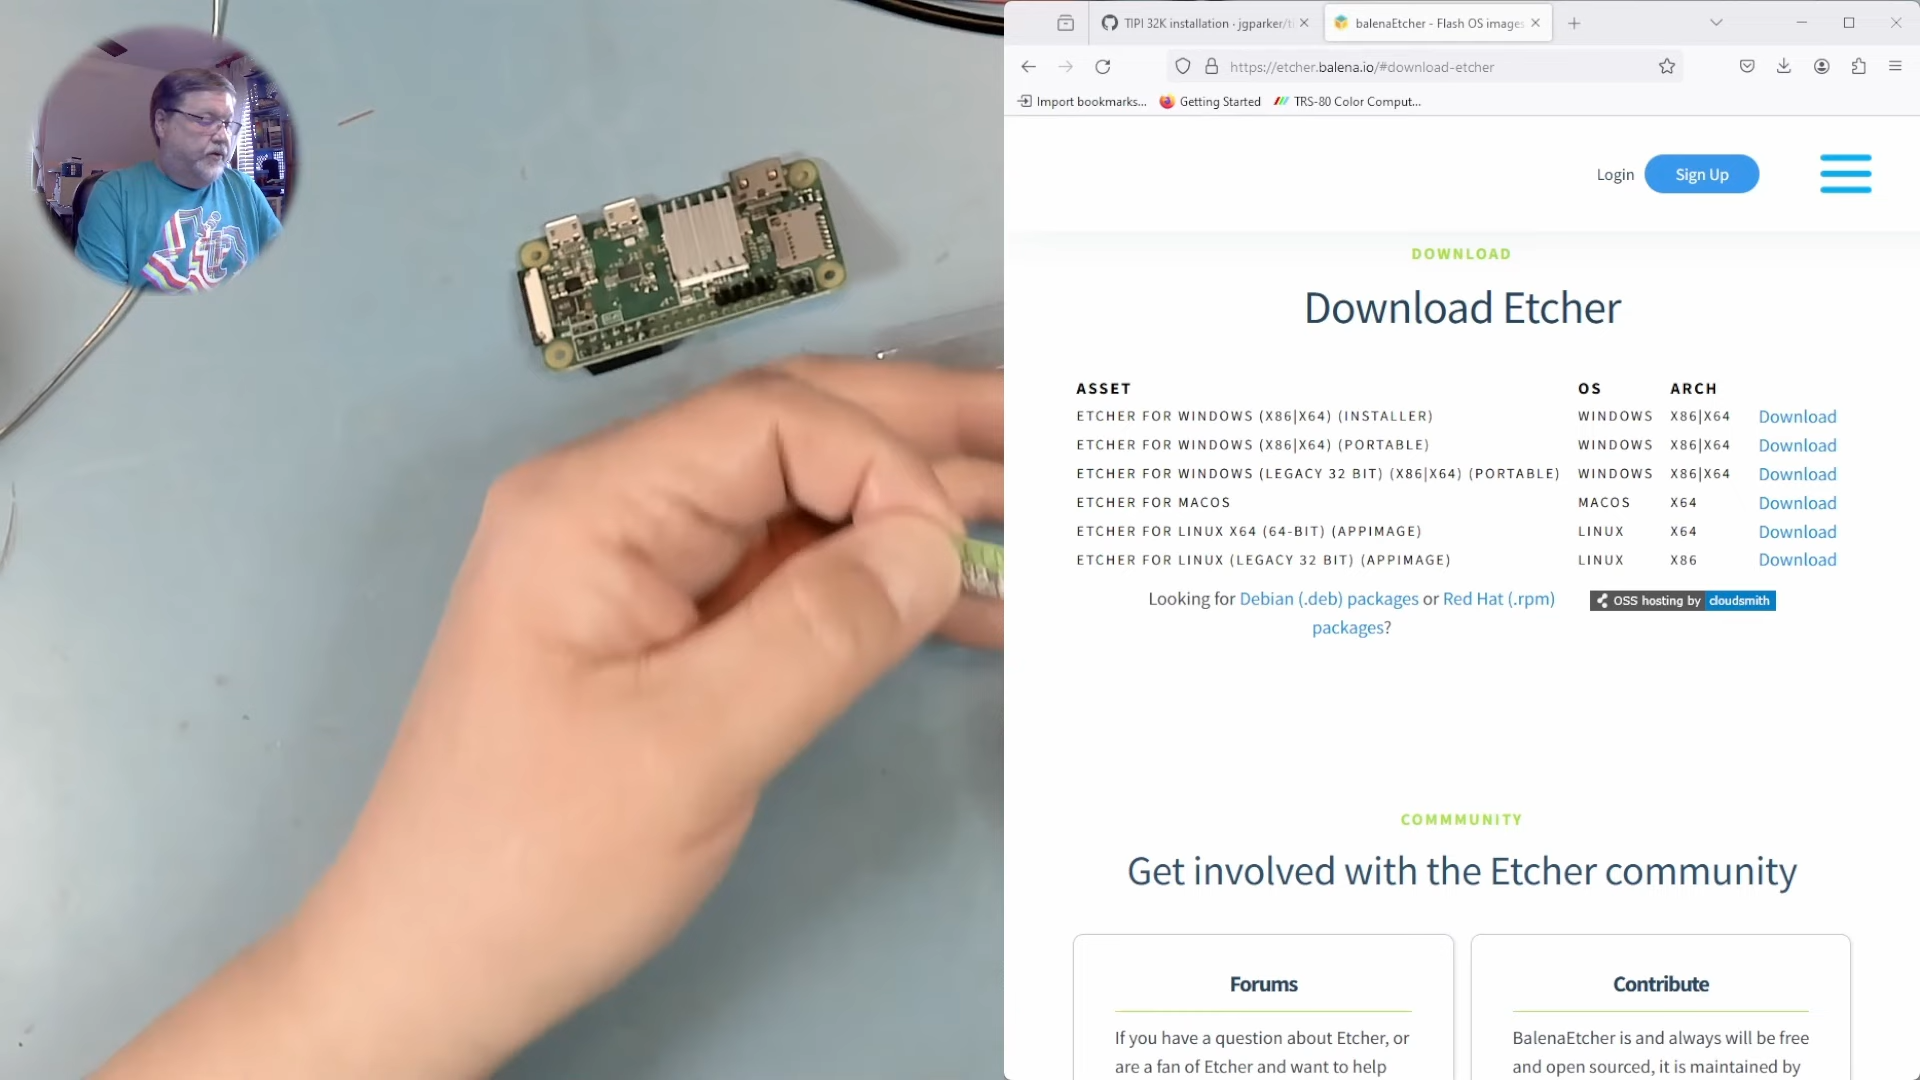 TIPI 32K installation · jgparker/ti
balenaEtcher - Flash OS images
https://etcher.balena.io/#download-etcher
Import bookmarks...
Getting Started
TRS-80 Color Comput...
Login
Sign Up
DOWNLOAD
Download Etcher
ASSET OS ARCH
ETCHER FOR WINDOWS (X86|X64) (INSTALLER) WINDOWS X86|X64 Download
ETCHER FOR WINDOWS (X86|X64) (PORTABLE) WINDOWS X86|X64 Download
ETCHER FOR WINDOWS (LEGACY 32 BIT) (X86|X64) (PORTABLE) WINDOWS X86|X64 Download
ETCHER FOR MACOS MACOS X64 Download
ETCHER FOR LINUX X64 (64-BIT) (APPIMAGE) LINUX X64 Download
ETCHER FOR LINUX (LEGACY 32 BIT) (APPIMAGE) LINUX X86 Download
Looking for Debian (.deb) packages or Red Hat (.rpm)
packages?
OSS hosting by cloudsmith
COMMMUNITY
Get involved with the Etcher community
Forums
If you have a question about Etcher, or
are a fan of Etcher and want to help
Contribute
BalenaEtcher is and always will be free
and open sourced, it is maintained by